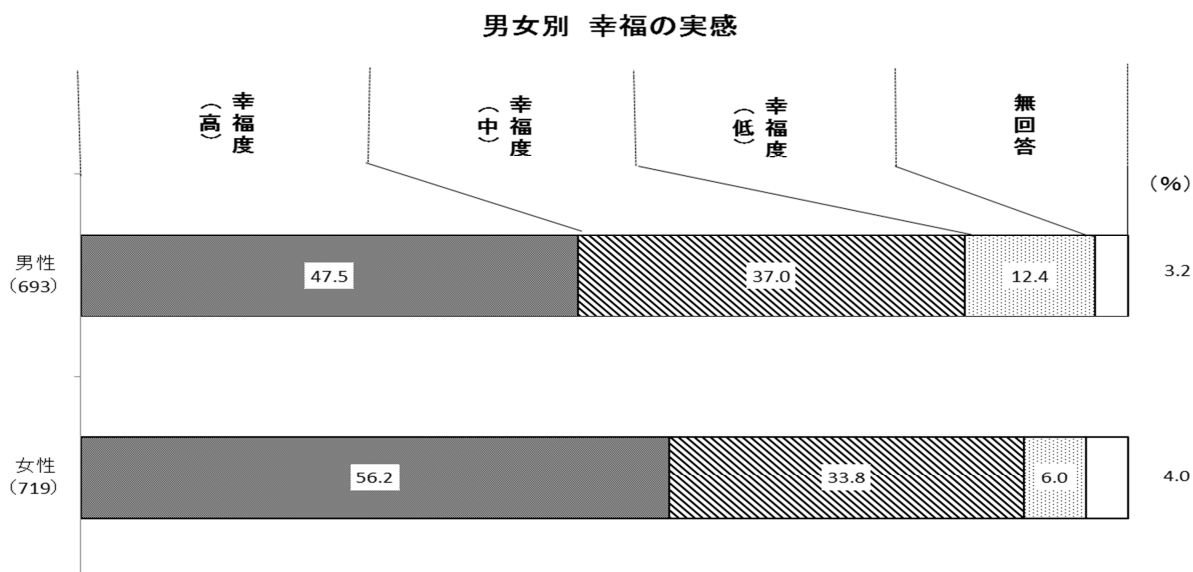 男女別 幸福の実感
幸福度
（高）
幸福度
（中）
幸福度
（低）
無回答
（%）
男性
（693）
47.5
37.0
12.4
3.2
女性
（719）
56.2
33.8
6.0
4.0